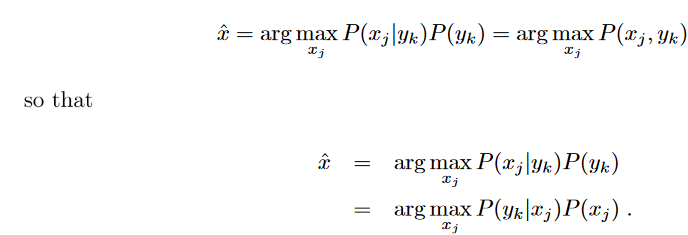 x̂ = arg max_{x_j} P(x_j|y_k)P(y_k) = arg max_{x_j} P(x_j, y_k)
so that
x̂ = arg max_{x_j} P(x_j|y_k)P(y_k)
= arg max_{x_j} P(y_k|x_j)P(x_j) .